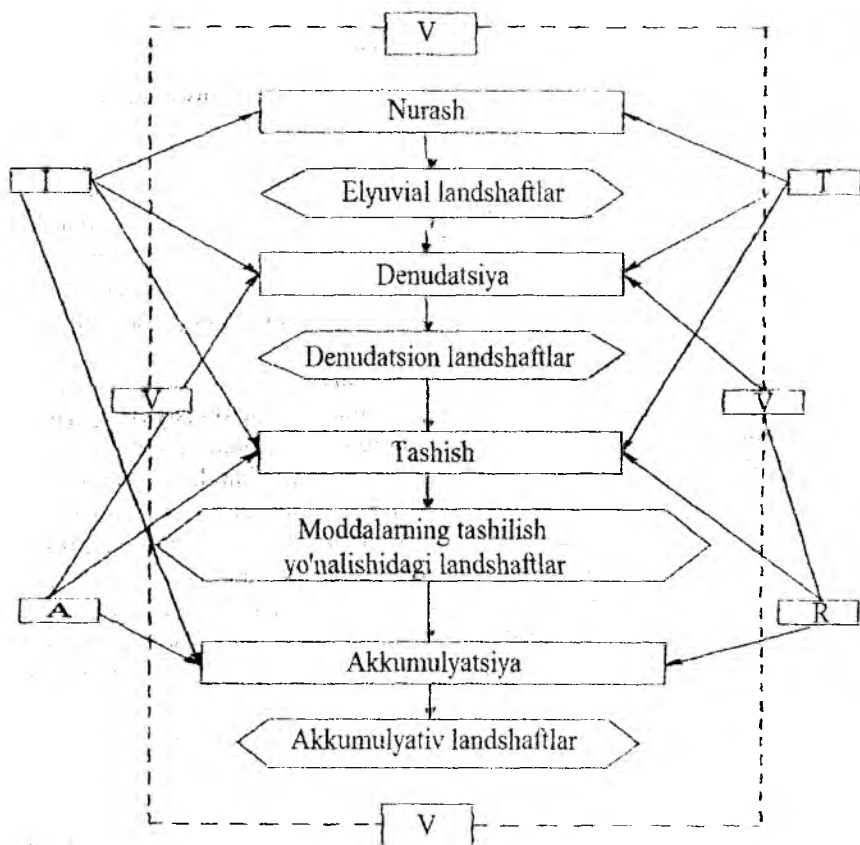 V
Nurash
I
T
Elyuvial landshaftlar
Denudatsiya
Denudatsion landshaftlar
V
V
Tashish
Moddalarning tashilish
yo'nalishidagi landshaftlar
A
R
Akkumulyatsiya
Akkumulyativ landshaftlar
V